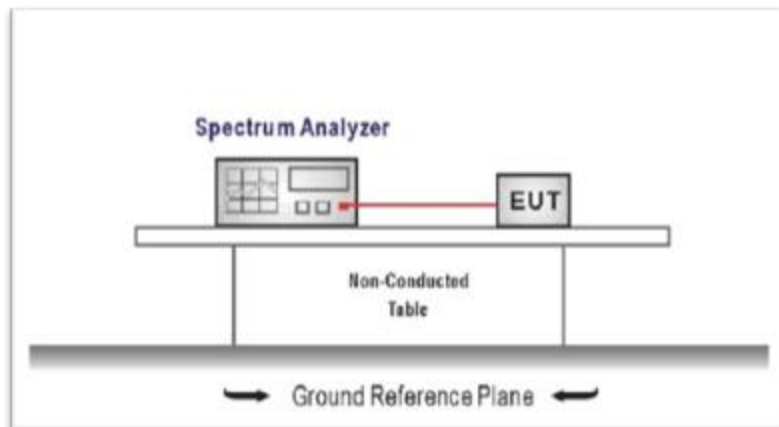 Spectrum Analyzer
EUT
Non-Conducted
Table
Ground Reference Plane